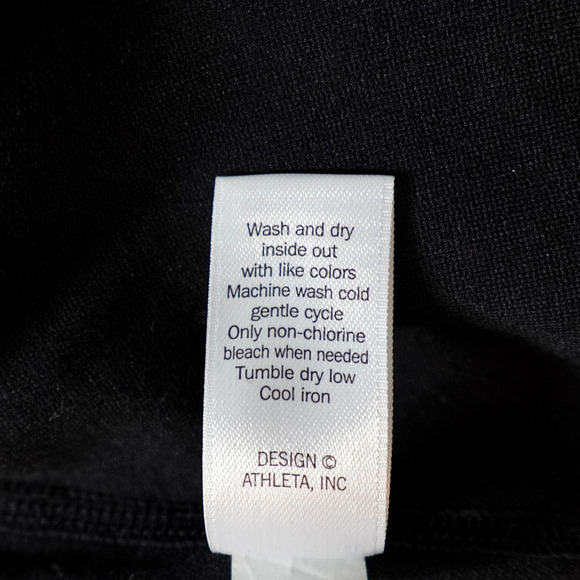 Wash and dry
inside out
with like colors
Machine wash cold
gentle cycle
Only non-chlorine
bleach when needed
Tumble dry low
Cool iron
DESIGN ©
ATHLETA, INC